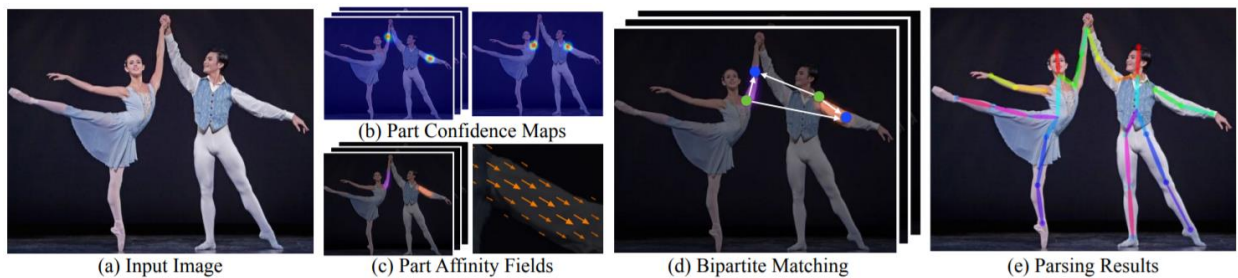 (a) Input Image
(b) Part Confidence Maps
(c) Part Affinity Fields
(d) Bipartite Matching
(e) Parsing Results